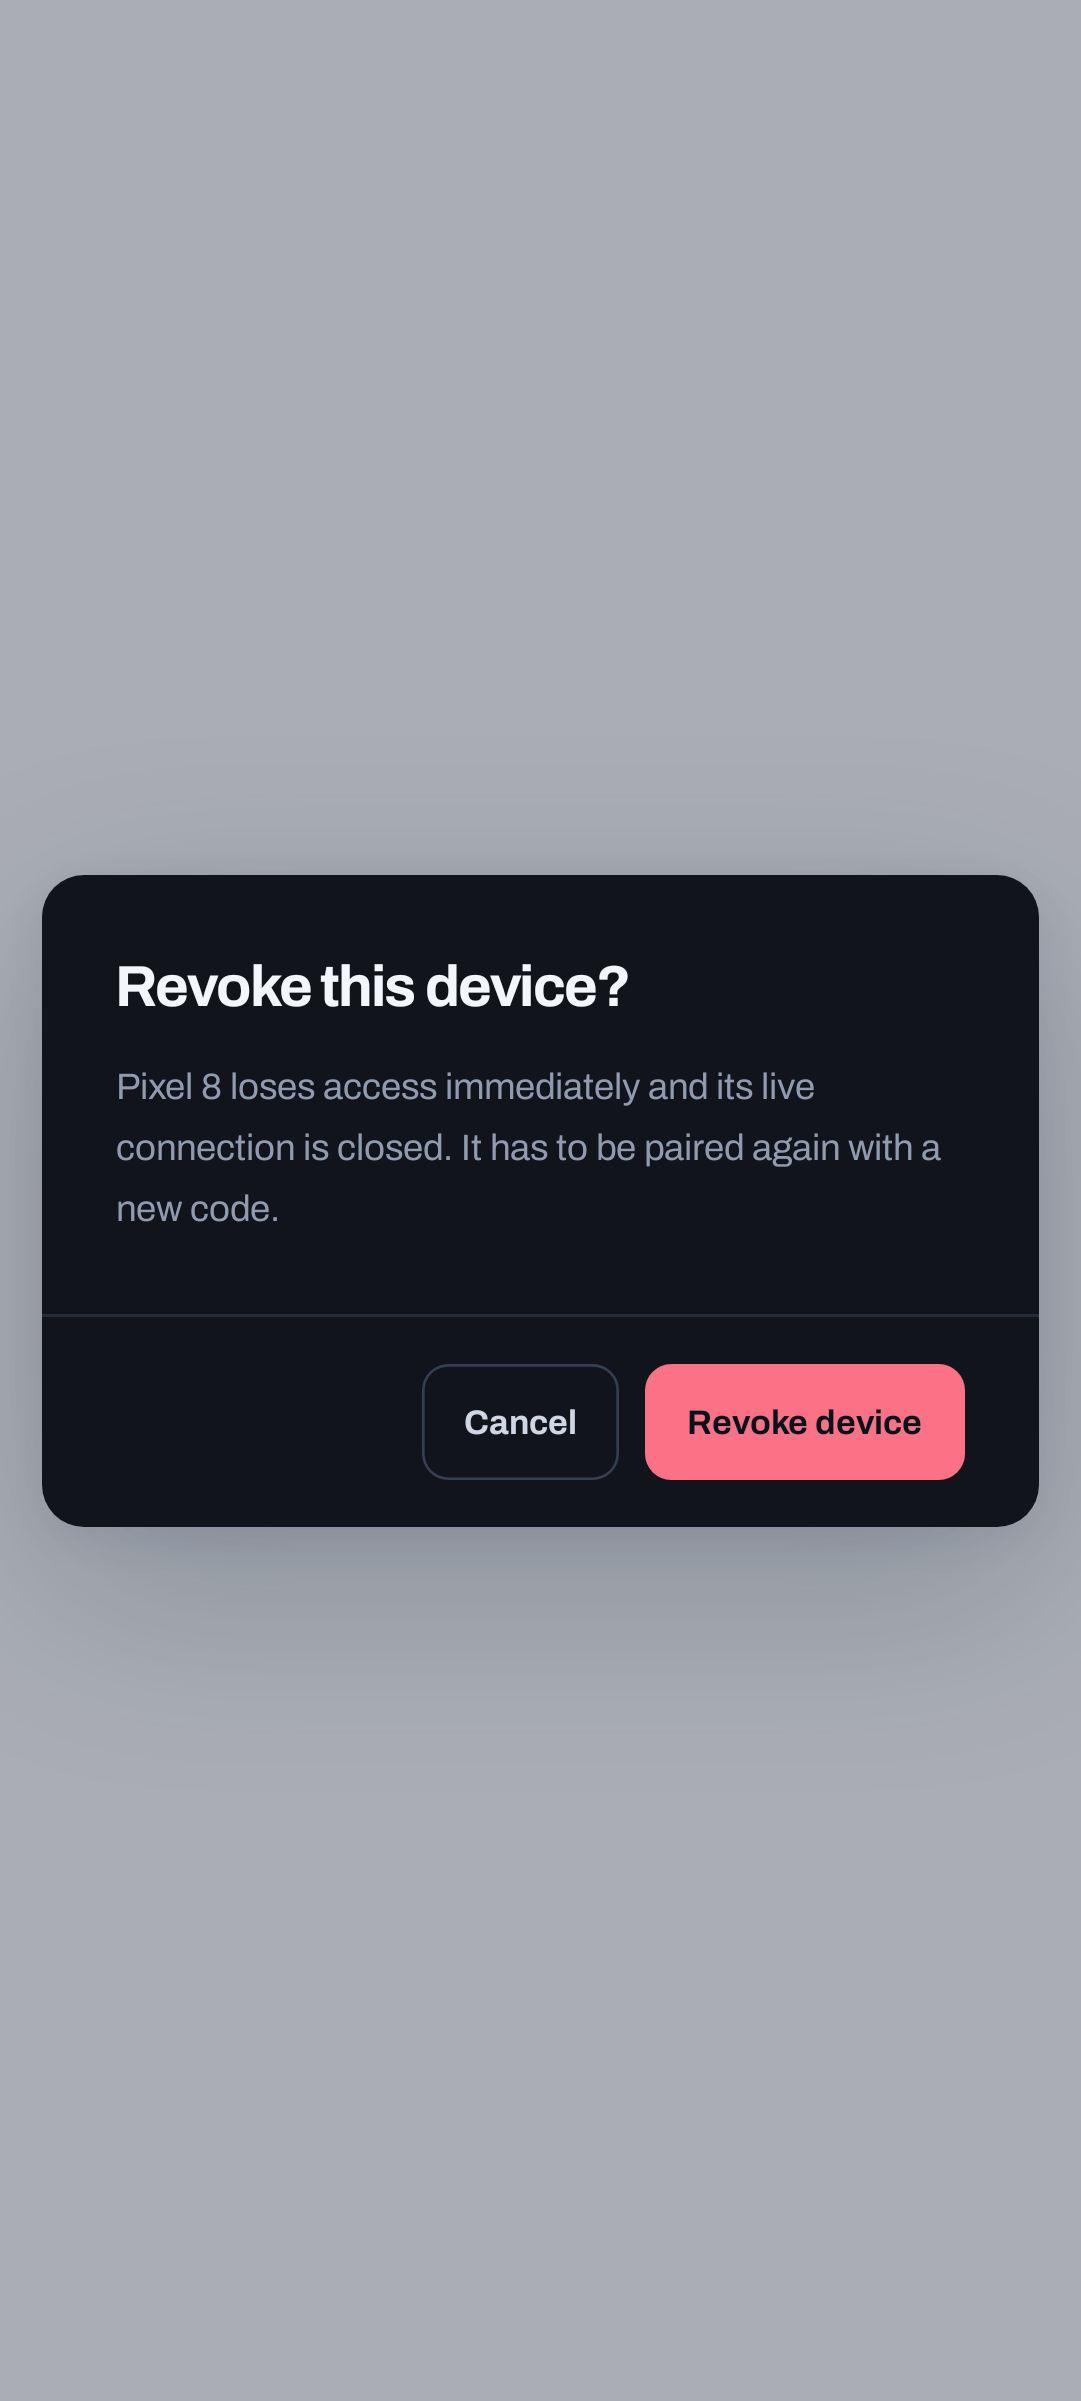 Revoke this device?
Pixel 8 loses access immediately and its live
connection is closed. It has to be paired again with a
new code.
Cancel
Revoke device